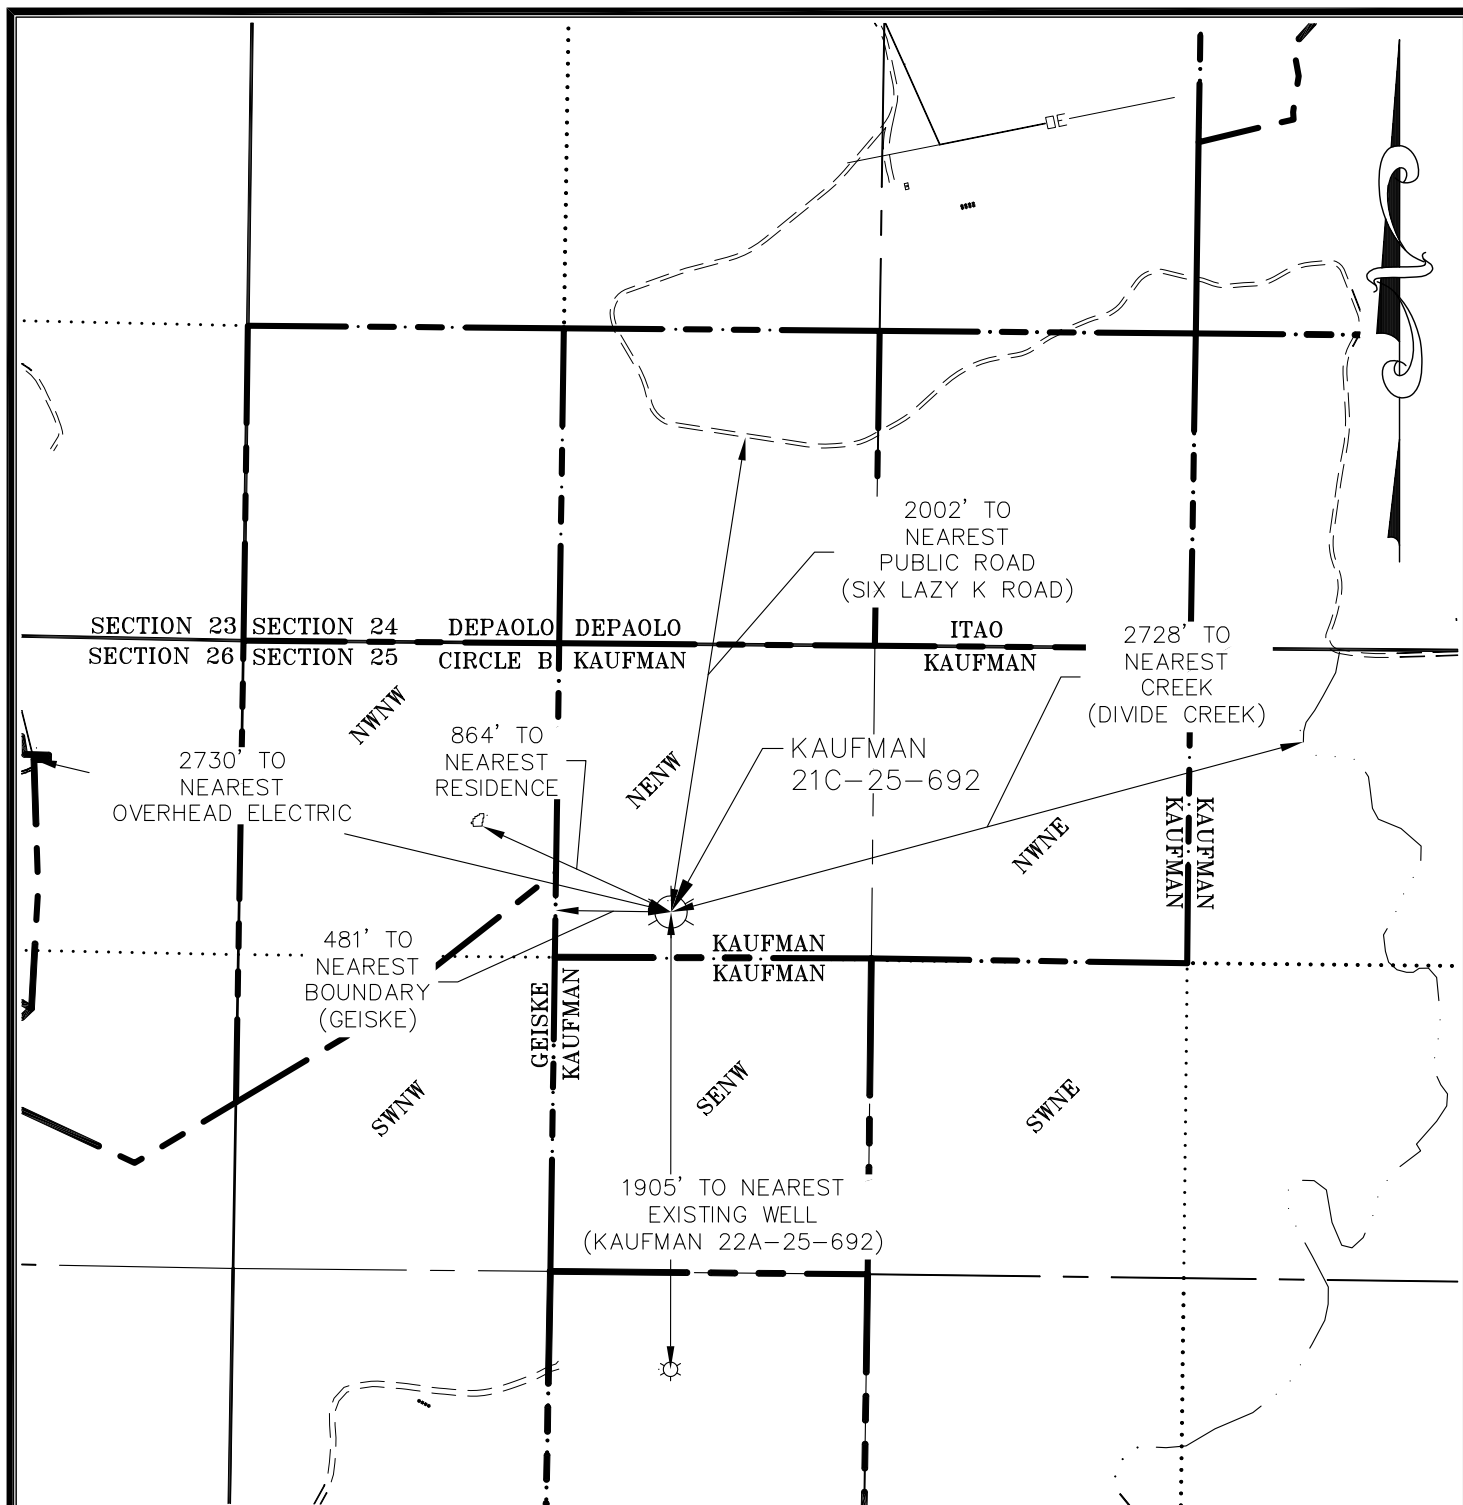 E
2002' TO
NEAREST
PUBLIC ROAD
(SIX LAZY K ROAD)
SECTION 23
SECTION 24
DEPAOLO
DEPAOLO
ITAO
SECTION 26
SECTION 25
CIRCLE B
KAUFMAN
KAUFMAN
2728' TO
NEAREST
CREEK
(DIVIDE CREEK)
NWNW
864' TO
NEAREST
RESIDENCE
2730' TO
NEAREST
OVERHEAD ELECTRIC
NENW
KAUFMAN
21C-25-692
NWNE
KAUFMAN
KAUFMAN
481' TO
NEAREST
BOUNDARY
(GEISKE)
KAUFMAN
KAUFMAN
GEISKE
KAUFMAN
SWNW
SENW
SWNE
1905' TO NEAREST
EXISTING WELL
(KAUFMAN 22A-25-692)